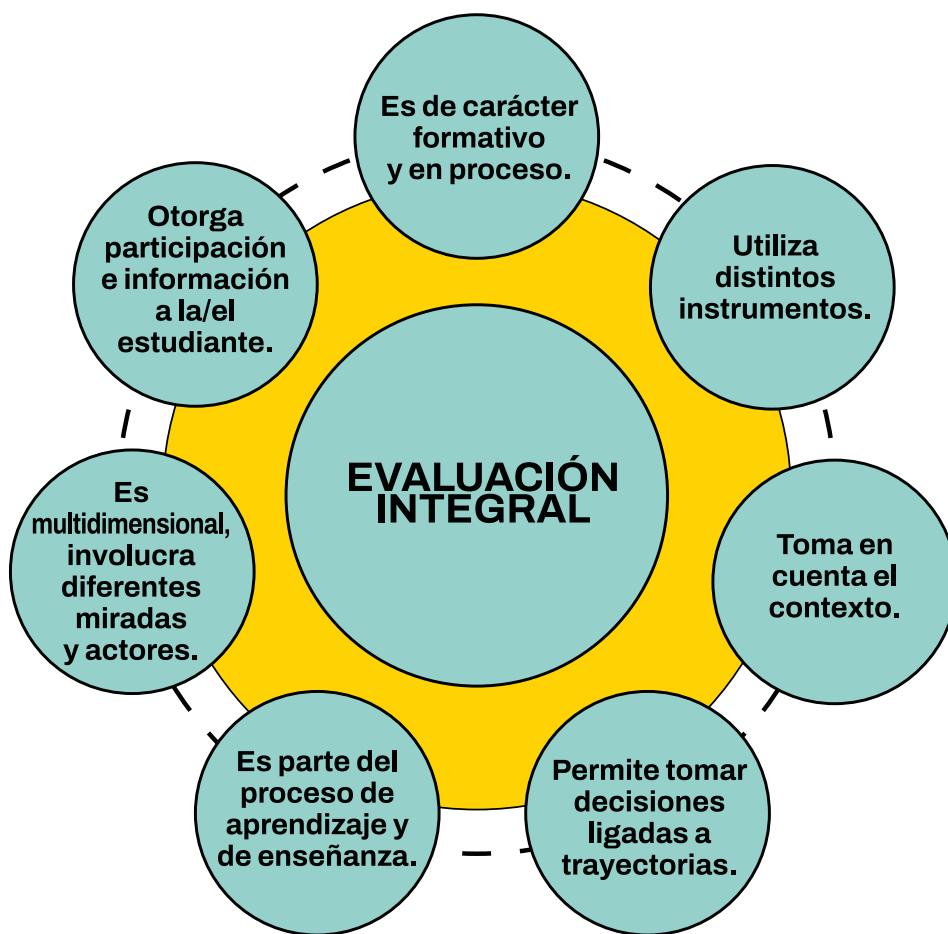 Es de carácter
formativo
y en proceso.
Utiliza
distintos
instrumentos.
Toma en
cuenta el
contexto.
Permite tomar
decisiones
ligadas a
trayectorias.
Es parte del
proceso de
aprendizaje y
de enseñanza.
Es
multidimensional,
involucra
diferentes
miradas
y actores.
Otorga
participación
e información
a la/el
estudiante.
EVALUACIÓN
INTEGRAL